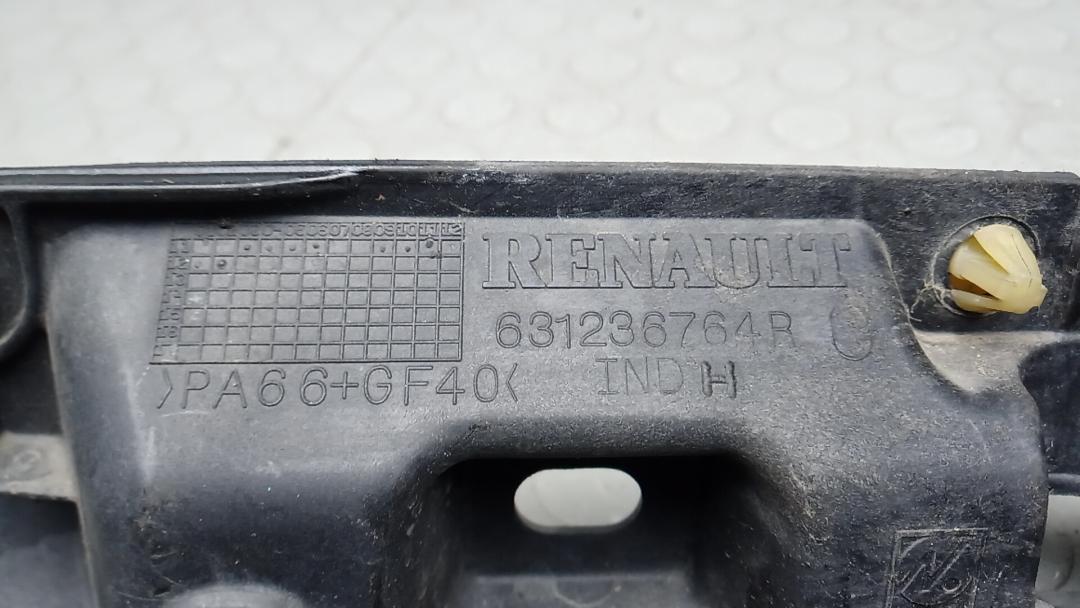 RENAULT
631236764R
IND H
>PA66+GF40<